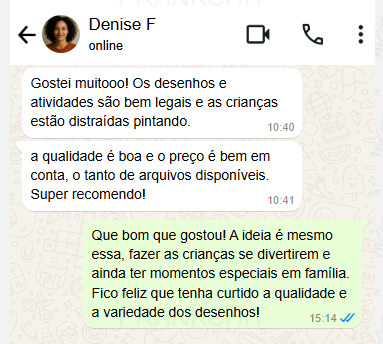 Denise F
online
Gostei muitooo! Os desenhos e
atividades são bem legais e as crianças
estão distraídas pintando.
10:40
a qualidade é boa e o preço é bem em
conta, o tanto de arquivos disponíveis.
Super recomendo!
10:41
Que bom que gostou! A ideia é mesmo
essa, fazer as crianças se divertirem e
ainda ter momentos especiais em família.
Fico feliz que tenha curtido a qualidade e
a variedade dos desenhos!
15:14